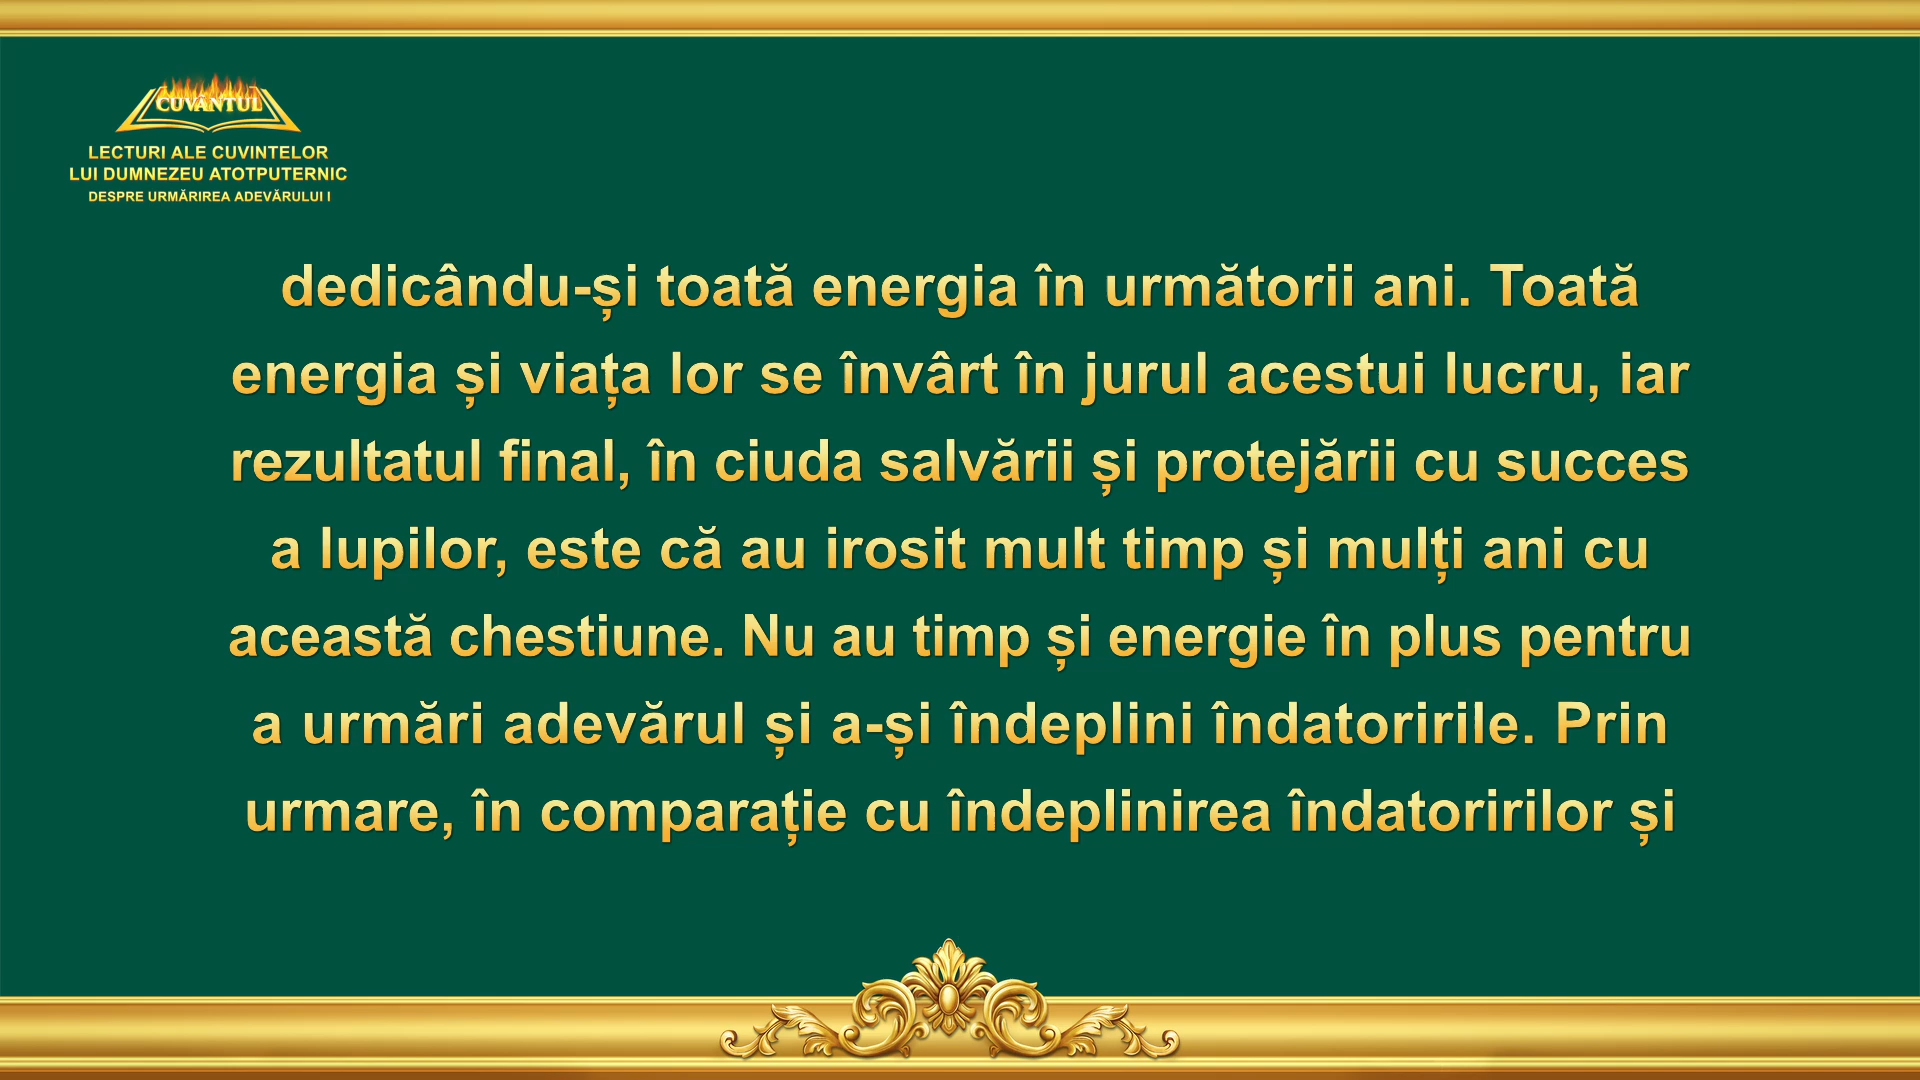 CUVÂNTUL
LECTURI ALE CUVINTELOR
LUI DUMNEZEU ATOTPUTERNIC
DESPRE URMĂRIREA ADEVĂRULUI I
dedicându-și toată energia în următorii ani. Toată
energia și viața lor se învârt în jurul acestui lucru, iar
rezultatul final, în ciuda salvării și protejării cu succes
a lupilor, este că au irosit mult timp și mulți ani cu
această chestiune. Nu au timp și energie în plus pentru
a urmări adevărul și a-și îndeplini îndatoririle. Prin
urmare, în comparație cu îndeplinirea îndatoririlor și